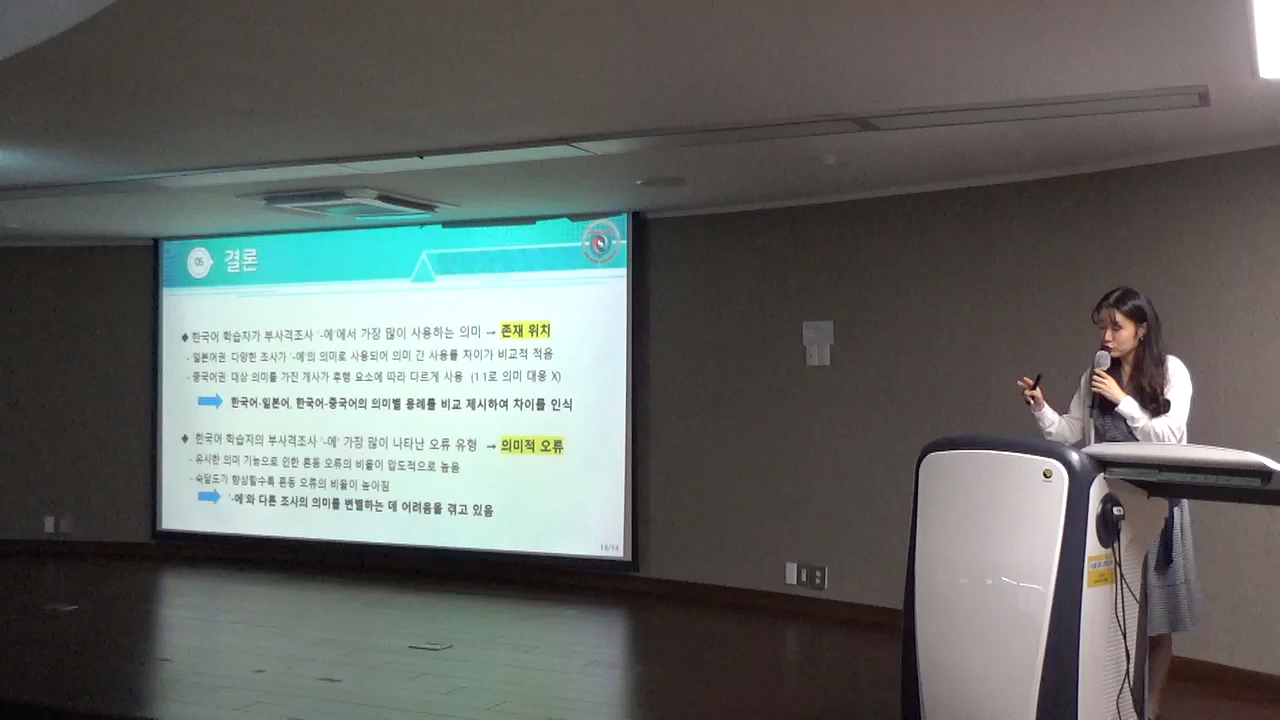 05 결론
◆ 한국어 학습자가 부사격조사 '-에'에서 가장 많이 사용하는 의미 → 존재 위치
- 일본어권: 다양한 조사가 '-에'의 의미로 사용되어 의미 간 사용률 차이가 비교적 적음
- 중국어권: 대상 의미를 가진 개사가 후행 요소에 따라 다르게 사용 (1:1로 의미 대응 X)
한국어-일본어, 한국어-중국어의 의미별 용례를 비교 제시하여 차이를 인식
◆ 한국어 학습자의 부사격조사 '-에' 가장 많이 나타난 오류 유형 → 의미적 오류
- 유사한 의미 기능으로 인한 혼동 오류의 비율이 압도적으로 높음
- 숙달도가 향상할수록 혼동 오류의 비율이 높아짐
'-에'와 다른 조사의 의미를 변별하는 데 어려움을 겪고 있음